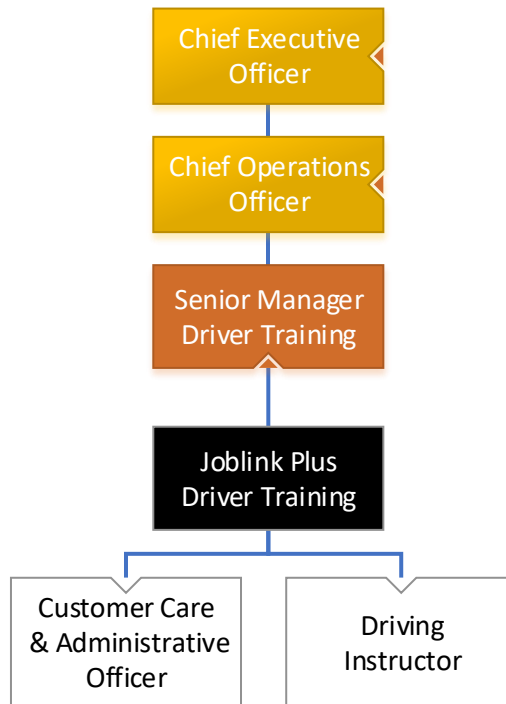 Chief Executive
Officer
Chief Operations
Officer
Senior Manager
Driver Training
Joblink Plus
Driver Training
Customer Care
& Administrative
Officer
Driving
Instructor